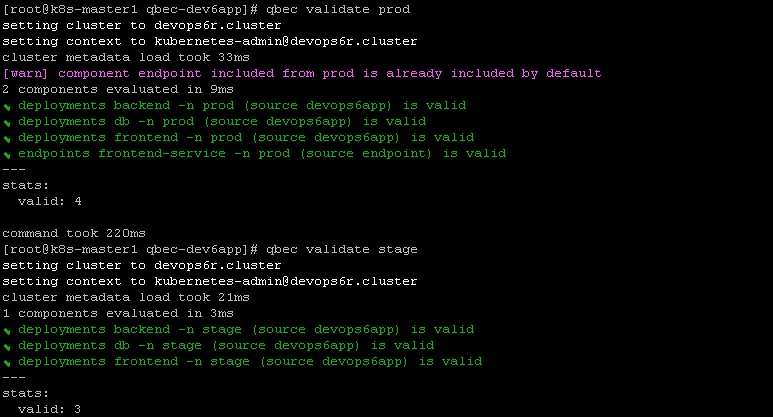 [root@k8s-master1 qbec-dev6app]# qbec validate prod
setting cluster to devops6r.cluster
setting context to kubernetes-admin@devops6r.cluster
cluster metadata load took 33ms
[warn] component endpoint included from prod is already included by default
2 components evaluated in 9ms
✔ deployments backend -n prod (source devops6app) is valid
✔ deployments db -n prod (source devops6app) is valid
✔ deployments frontend -n prod (source devops6app) is valid
✔ endpoints frontend-service -n prod (source endpoint) is valid
---
stats:
  valid: 4

command took 220ms
[root@k8s-master1 qbec-dev6app]# qbec validate stage
setting cluster to devops6r.cluster
setting context to kubernetes-admin@devops6r.cluster
cluster metadata load took 21ms
1 components evaluated in 3ms
✔ deployments backend -n stage (source devops6app) is valid
✔ deployments db -n stage (source devops6app) is valid
✔ deployments frontend -n stage (source devops6app) is valid
---
stats:
  valid: 3